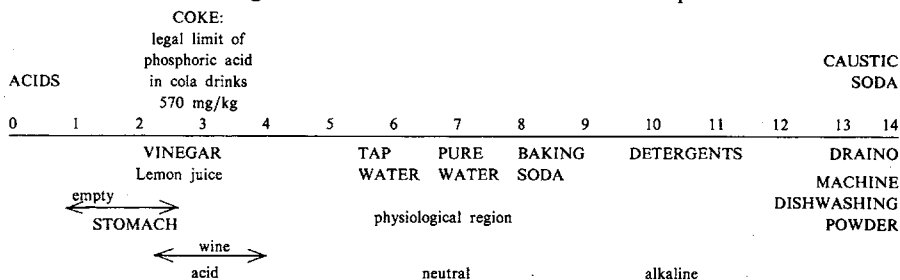 COKE:
legal limit of
phosphoric acid
in cola drinks
570 mg/kg
ACIDS
CAUSTIC
SODA
0 1 2 3 4 5 6 7 8 9 10 11 12 13 14
VINEGAR
Lemon juice
TAP
WATER
PURE
WATER
BAKING
SODA
DETERGENTS
DRAINO
MACHINE
DISHWASHING
POWDER
empty
STOMACH
physiological region
wine
acid
neutral
alkaline